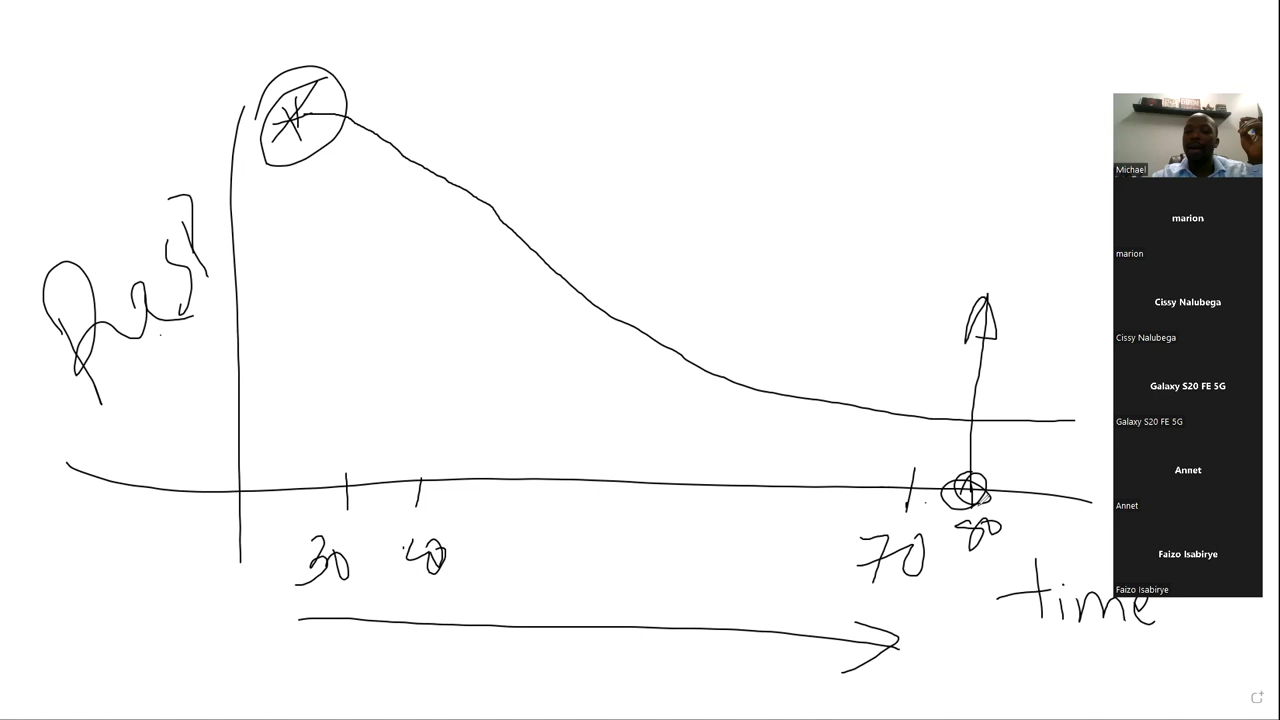 Risk
30
40
70
80
time
Michael
marion
marion
Cissy Nalubega
Cissy Nalubega
Galaxy S20 FE 5G
Galaxy S20 FE 5G
Annet
Annet
Faizo Isabirye
Faizo Isabirye